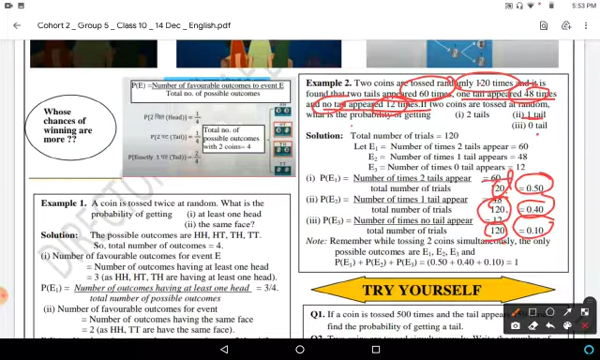 5:53 PM
Cohort 2 _ Group 5 _ Class 10 _ 14 Dec _ English.pdf
Whose
chances of
winning are
more ??
P(E) =Number of favourable outcomes to event E
Total no. of possible outcomes
Total no. of
possible
outcomes
with 2 coins= 4
Example 1. A coin is tossed twice at random. What is the
probability of getting (i) at least one head
(ii) the same face?
Solution: The possible outcomes are HH, HT, TH, TT.
So, total number of outcomes = 4.
(i) Number of favourable outcomes for event E
= Number of outcomes having at least one head
= 3 (as HH, HT, TH are having at least one head).
P(E₁) = Number of outcomes having at least one head = 3/4.
total number of possible outcomes
(ii) Number of favourable outcomes for event
= Number of outcomes having the same face
= 2 (as HH, TT are have the same face).
Example 2. Two coins are tossed randomly 120 times and it is
found that two tails appeared 60 times, one tail appeared 48 times
and no tail appeared 12 times.If two coins are tossed at random,
what is the probability of getting (i) 2 tails (ii) 1 tail
(iii) 0 tail
Solution: Total number of trials = 120
Let E₁ = Number of times 2 tails appear = 60
E₂ = Number of times 1 tail appears = 48
E₃ = Number of times 0 tail appears = 12
(i) P(E₁) = Number of times 2 tails appear = 60 = 0.50
total number of trials 120
(ii) P(E₂) = Number of times 1 tail appears = 48 = 0.40
total number of trials 120
(iii) P(E₃) = Number of times no tail appears = 12 = 0.10
total number of trials 120
Note: Remember while tossing 2 coins simultaneously, the only
possible outcomes are E₁, E₂, E₃ and
P(E₁) + P(E₂) + P(E₃) = (0.50 + 0.40 + 0.10) = 1
TRY YOURSELF
Q1. If a coin is tossed 500 times and the tail appears
find the probability of getting a tail.